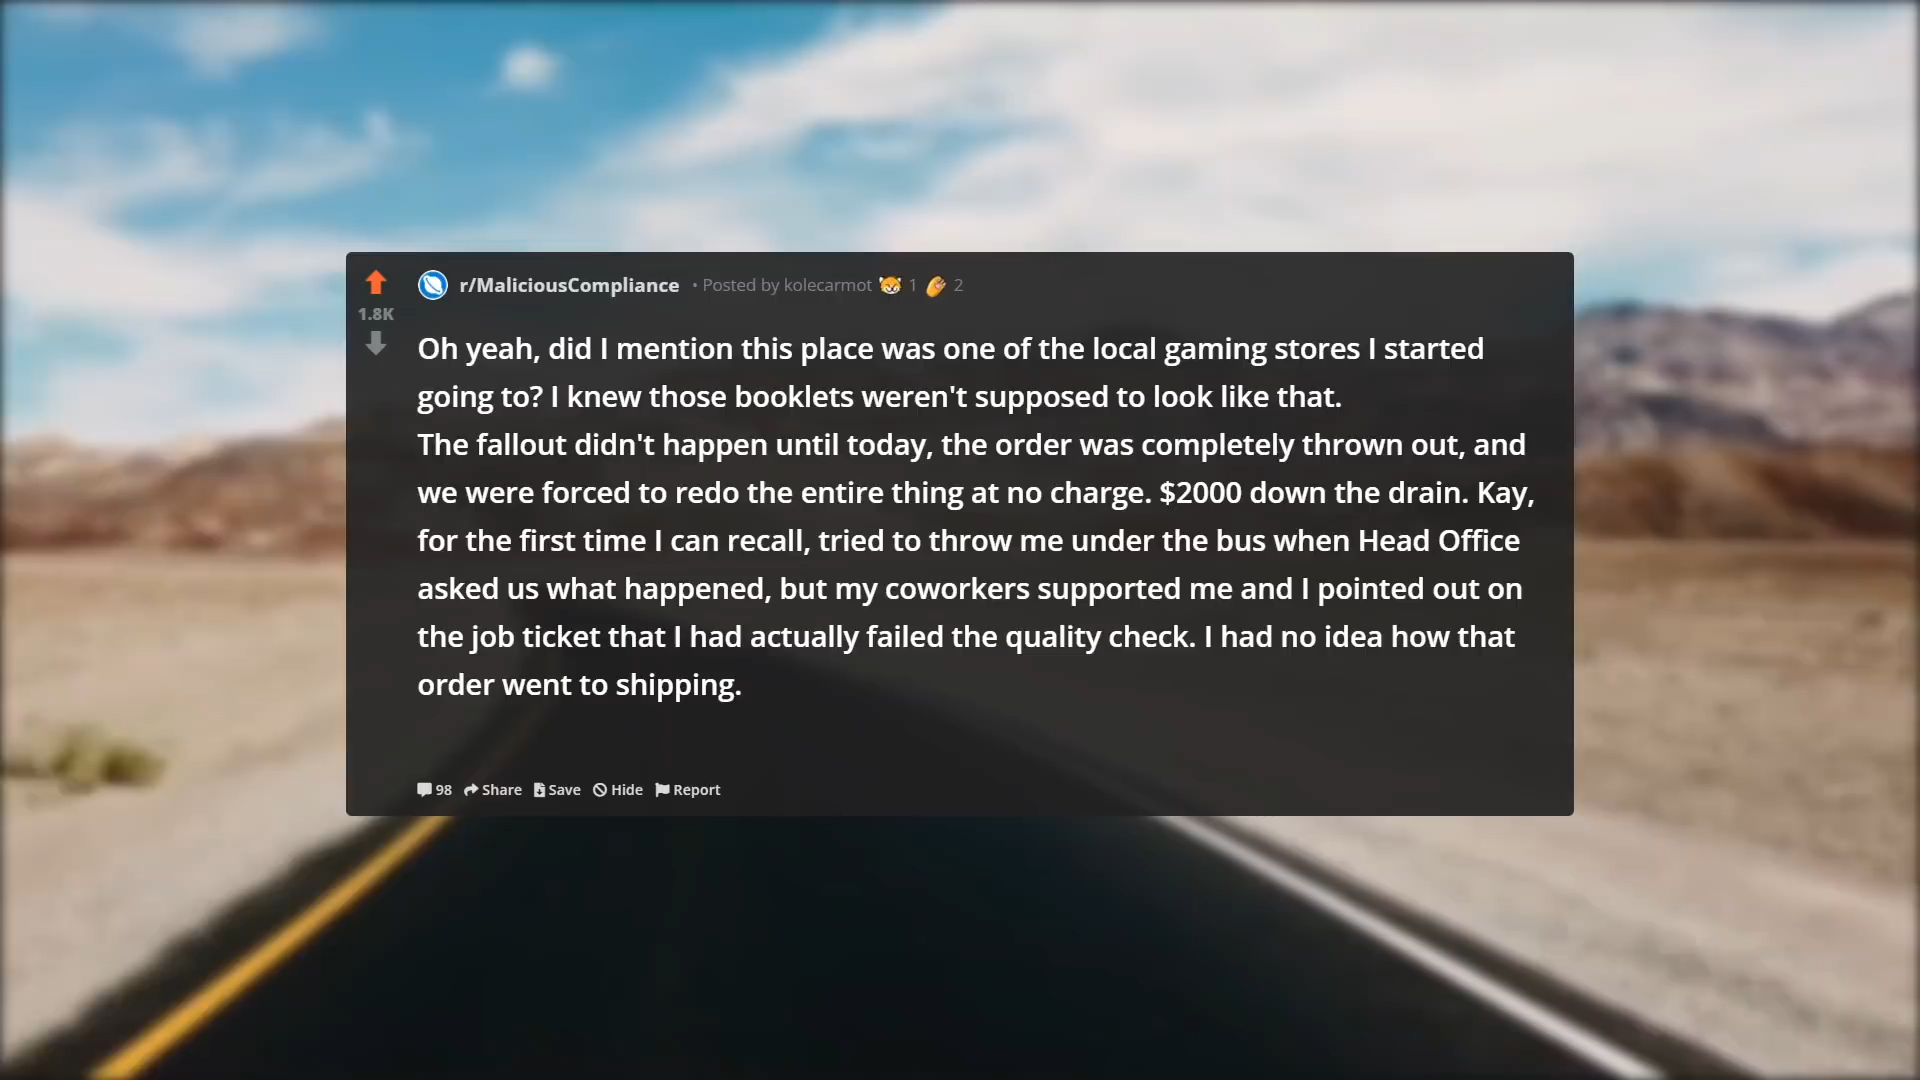 r/MaliciousCompliance • Posted by kolecarmot 1 2
1.8K
Oh yeah, did I mention this place was one of the local gaming stores I started
going to? I knew those booklets weren't supposed to look like that.
The fallout didn't happen until today, the order was completely thrown out, and
we were forced to redo the entire thing at no charge. $2000 down the drain. Kay,
for the first time I can recall, tried to throw me under the bus when Head Office
asked us what happened, but my coworkers supported me and I pointed out on
the job ticket that I had actually failed the quality check. I had no idea how that
order went to shipping.
98 Share Save Hide Report